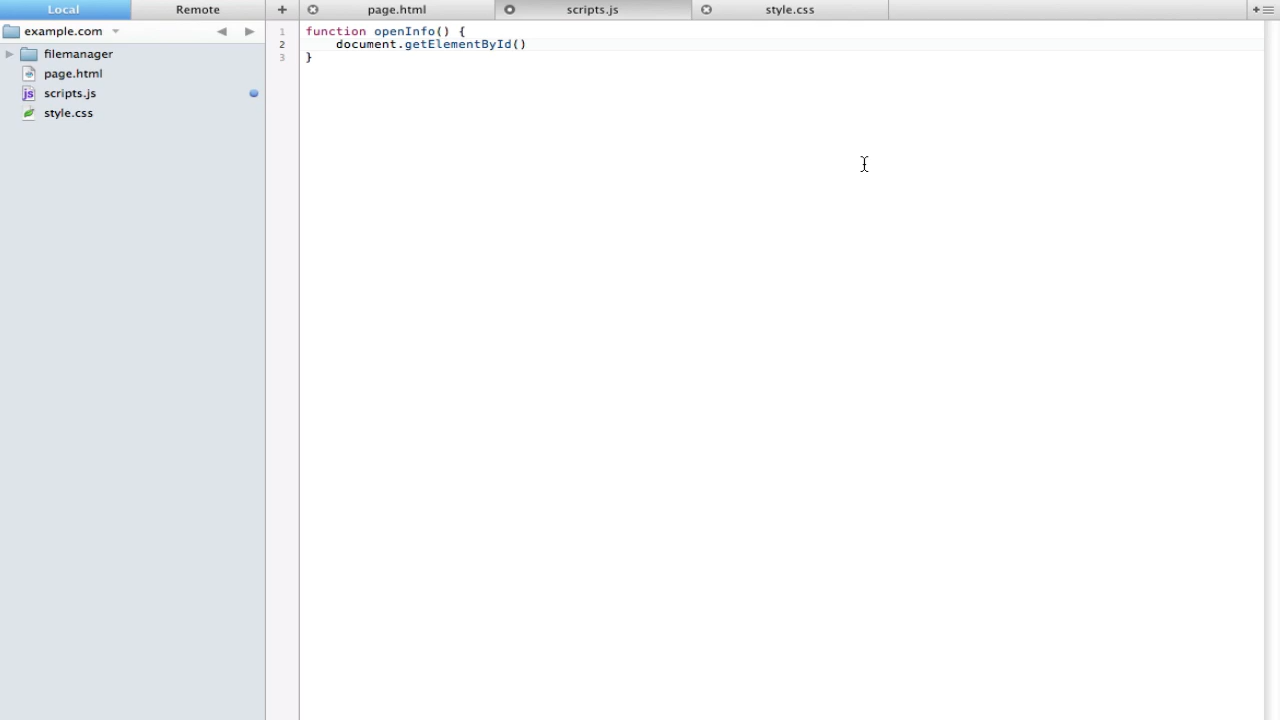 Local Remote + page.html scripts.js style.css +
example.com
filemanager
page.html
js scripts.js
style.css
1 function openInfo() {
2 document.getElementById()
3 }